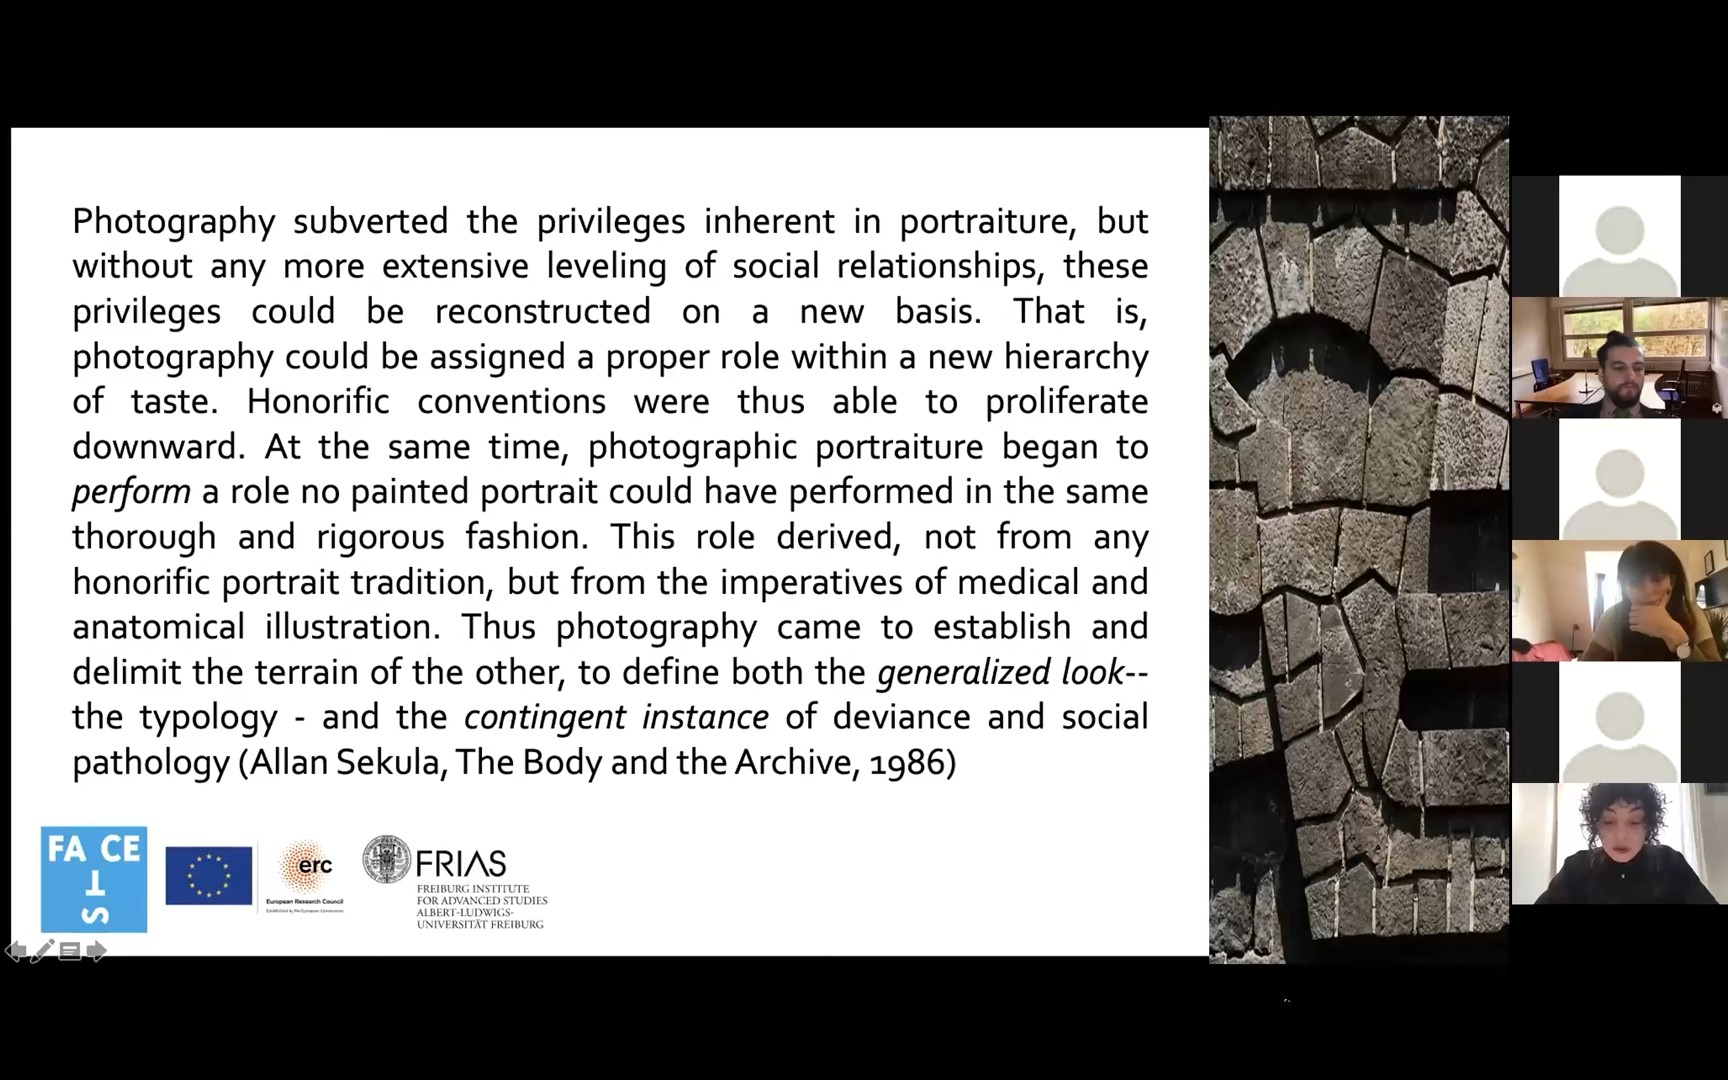 Photography subverted the privileges inherent in portraiture, but
without any more extensive leveling of social relationships, these
privileges could be reconstructed on a new basis. That is,
photography could be assigned a proper role within a new hierarchy
of taste. Honorific conventions were thus able to proliferate
downward. At the same time, photographic portraiture began to
perform a role no painted portrait could have performed in the same
thorough and rigorous fashion. This role derived, not from any
honorific portrait tradition, but from the imperatives of medical and
anatomical illustration. Thus photography came to establish and
delimit the terrain of the other, to define both the generalized look--
the typology - and the contingent instance of deviance and social
pathology (Allan Sekula, The Body and the Archive, 1986)
FA CE
T
S
erc
European Research Council
Established by the European Commission
FRIAS
FREIBURG INSTITUTE
FOR ADVANCED STUDIES
ALBERT-LUDWIGS-
UNIVERSITÄT FREIBURG